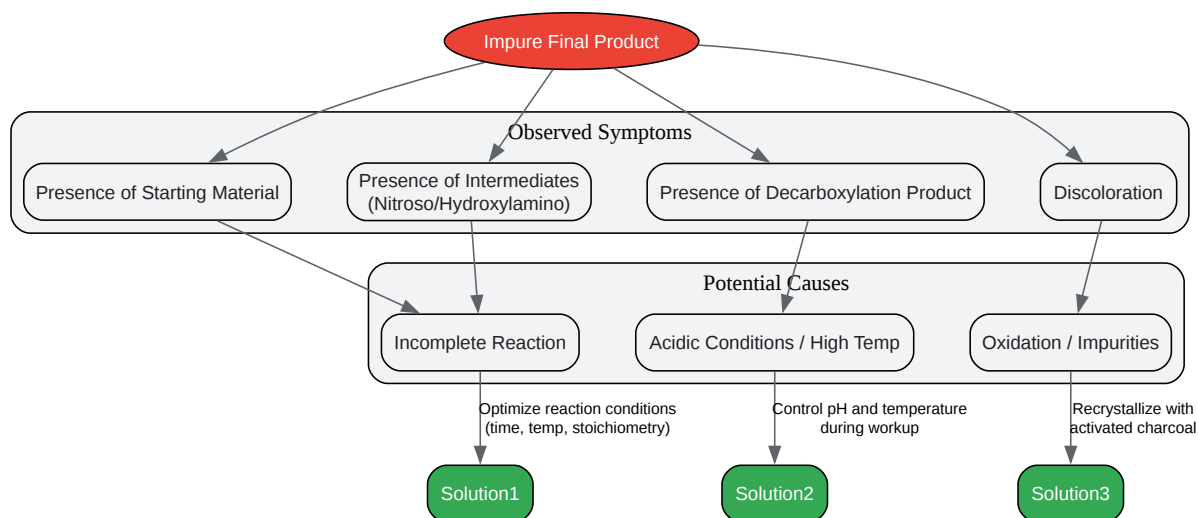 Impure Final Product
Observed Symptoms
Presence of Starting Material
Presence of Intermediates
(Nitroso/Hydroxylamino)
Presence of Decarboxylation Product
Discoloration
Potential Causes
Incomplete Reaction
Acidic Conditions / High Temp
Oxidation / Impurities
Optimize reaction conditions
(time, temp, stoichiometry)
Control pH and temperature
during workup
Recrystallize with
activated charcoal
Solution1
Solution2
Solution3